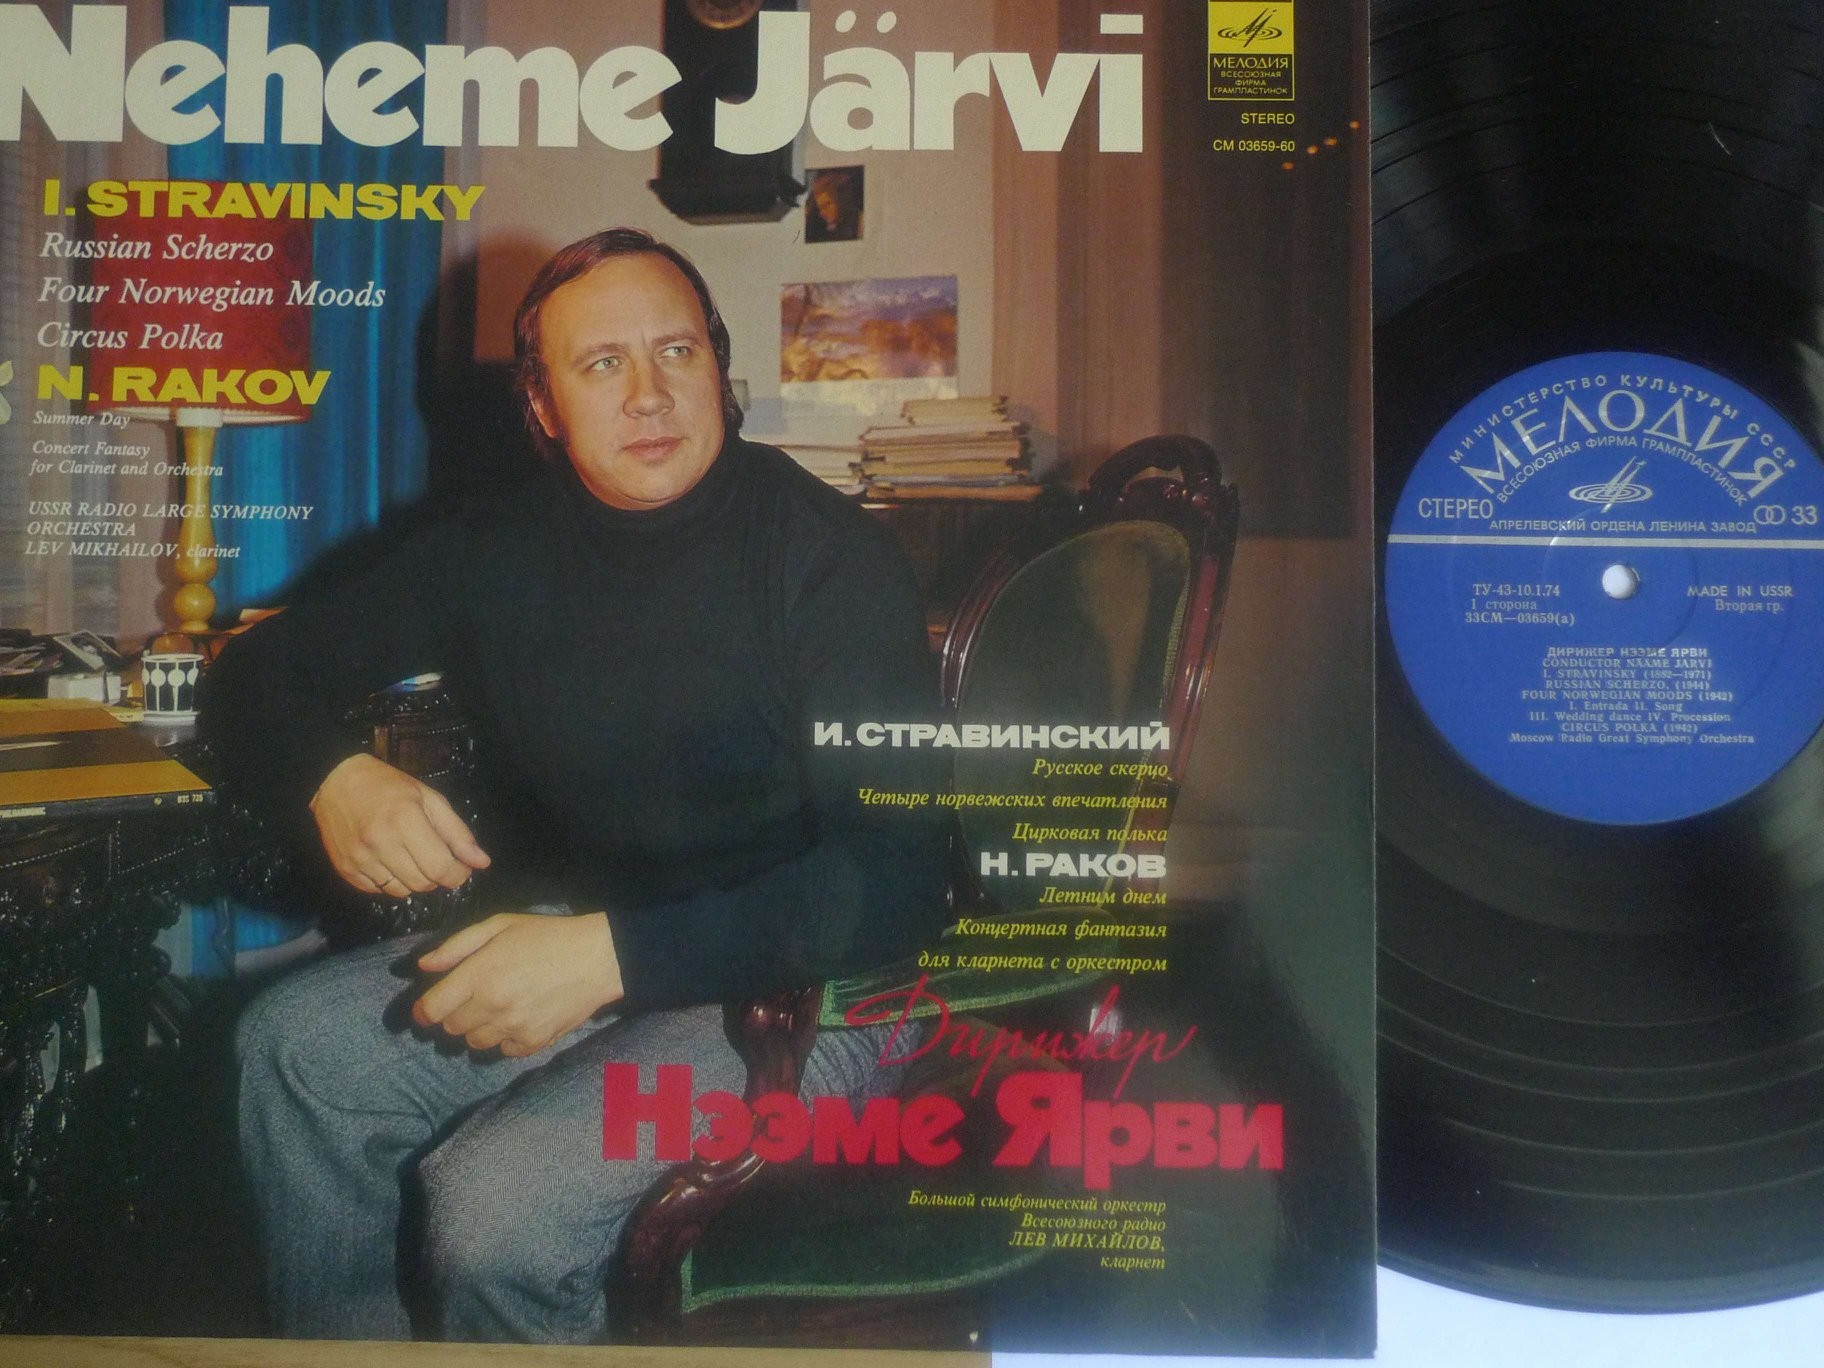 Neheme Järvi
I. STRAVINSKY
Russian Scherzo
Four Norwegian Moods
Circus Polka
N. RAKOV
Summer Day
Concert Fantasy
for Clarinet and Orchestra
USSR RADIO LARGE SYMPHONY
ORCHESTRA
LEV MIKHAILOV, clarinet
МЕЛОДИЯ
ВСЕСОЮЗНАЯ
ФИРМА
ГРАМПЛАСТИНОК
STEREO
СМ 03659-60
И. СТРАВИНСКИЙ
Русское скерцо
Четыре норвежских впечатления
Цирковая полька
Н. РАКОВ
Летним днем
Концертная фантазия
для кларнета с оркестром
Дирижер
Нээме Ярви
Большой симфонический оркестр
Всесоюзного радио
ЛЕВ МИХАЙЛОВ,
кларнет
МИНИСТЕРСТВО КУЛЬТУРЫ СССР
МЕЛОДИЯ
ВСЕСОЮЗНАЯ ФИРМА ГРАМПЛАСТИНОК
СТЕРЕО
33
АПРЕЛЕВСКИЙ ОРДЕНА ЛЕНИНА ЗАВОД
ТУ-43-10.1.74
MADE IN USSR
1 сторона
Вторая гр.
33СМ—03659(а)
ДИРИЖЕР НЭЭМЕ ЯРВИ
CONDUCTOR NÄÄME JÄRVI
I. STRAVINSKY (1882—1971)
RUSSIAN SCHERZO, (1944)
FOUR NORWEGIAN MOODS (1942)
I. Entrada II. Song
III. Wedding dance IV. Procession
CIRCUS POLKA (1942)
Moscow Radio Great Symphony Orchestra